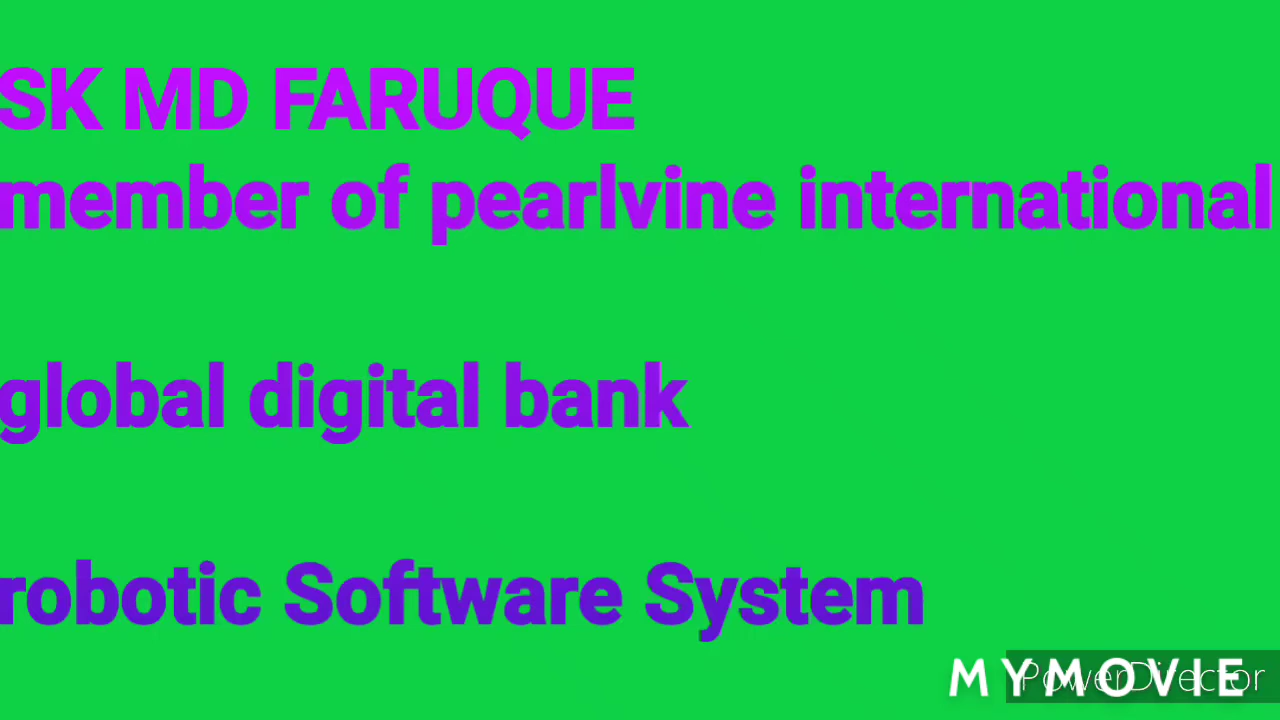 SK MD FARUQUE
member of pearlvine international
global digital bank
robotic Software System
MYMOVIE
PowerDirector